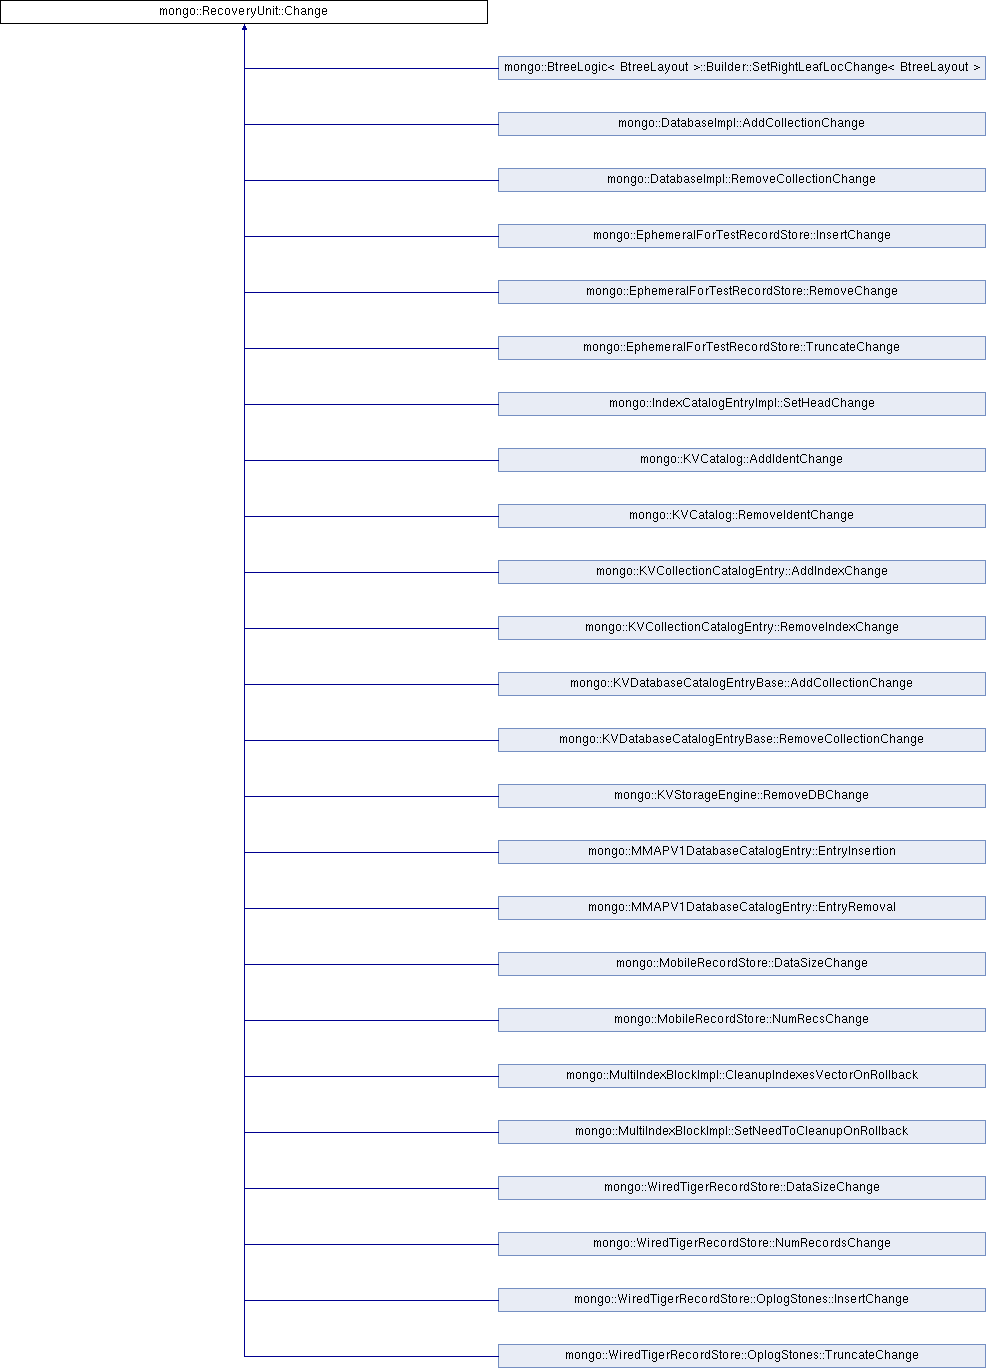 mongo::RecoveryUnit::Change
mongo::BtreeLogic< BtreeLayout >::Builder::SetRightLeafLocChange< BtreeLayout >
mongo::DatabaseImpl::AddCollectionChange
mongo::DatabaseImpl::RemoveCollectionChange
mongo::EphemeralForTestRecordStore::InsertChange
mongo::EphemeralForTestRecordStore::RemoveChange
mongo::EphemeralForTestRecordStore::TruncateChange
mongo::IndexCatalogEntryImpl::SetHeadChange
mongo::KVCatalog::AddIdentChange
mongo::KVCatalog::RemoveIdentChange
mongo::KVCollectionCatalogEntry::AddIndexChange
mongo::KVCollectionCatalogEntry::RemoveIndexChange
mongo::KVDatabaseCatalogEntryBase::AddCollectionChange
mongo::KVDatabaseCatalogEntryBase::RemoveCollectionChange
mongo::KVStorageEngine::RemoveDBChange
mongo::MMAPV1DatabaseCatalogEntry::EntryInsertion
mongo::MMAPV1DatabaseCatalogEntry::EntryRemoval
mongo::MobileRecordStore::DataSizeChange
mongo::MobileRecordStore::NumRecsChange
mongo::MultiIndexBlockImpl::CleanupIndexesVectorOnRollback
mongo::MultiIndexBlockImpl::SetNeedToCleanupOnRollback
mongo::WiredTigerRecordStore::DataSizeChange
mongo::WiredTigerRecordStore::NumRecordsChange
mongo::WiredTigerRecordStore::OplogStones::InsertChange
mongo::WiredTigerRecordStore::OplogStones::TruncateChange